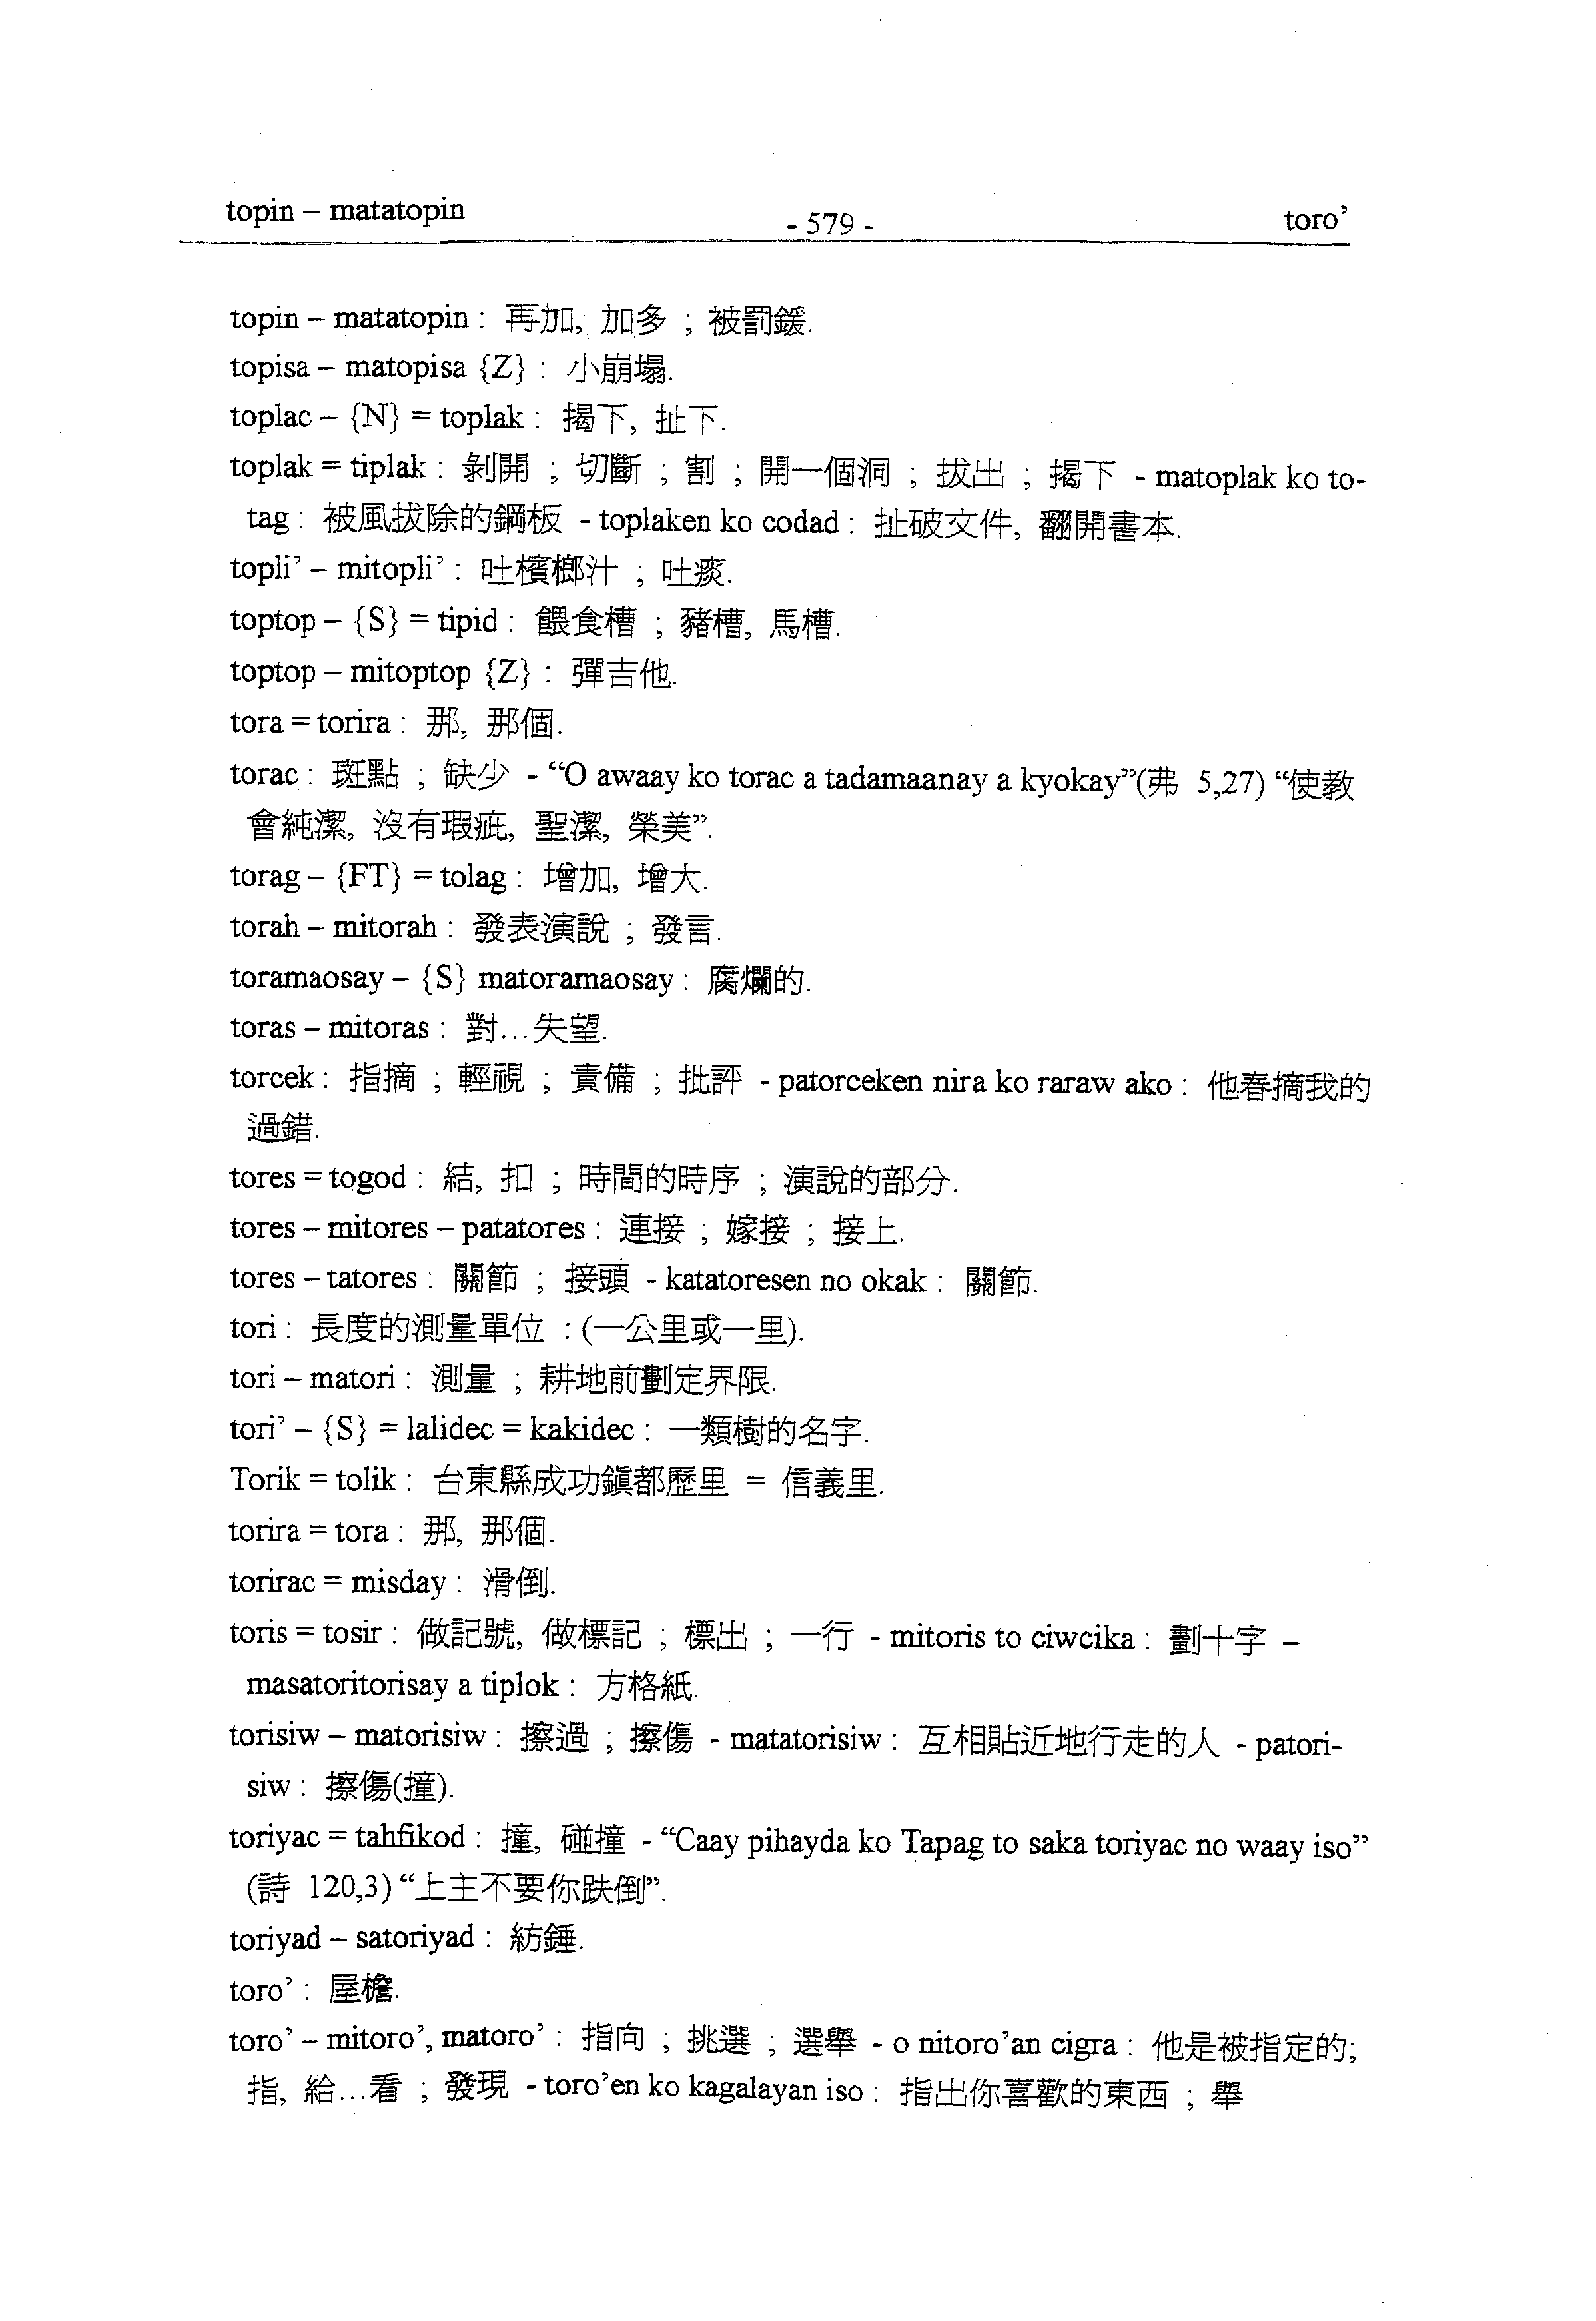 topin – matatopin
- 579 -
toro’
topin – matatopin : 再加, 加多 ; 被罰鍰.
topisa – matopisa {Z} : 小崩塌.
toplac – {N} = toplak : 揭下, 扯下.
toplak = tiplak : 剝開 ; 切斷 ; 割 ; 開一個洞 ; 拔出 ; 揭下 - matoplak ko to-
tag : 被風拔除的鋼板 - toplaken ko codad : 扯破文件, 翻開書本.
topli’ – mitopli’ : 吐檳榔汁 ; 吐痰.
toptop – {S} = tipid : 餵食槽 ; 豬槽, 馬槽.
toptop – mitoptop {Z} : 彈吉他.
tora = torira : 那, 那個.
torac : 斑點 ; 缺少 - “O awaay ko torac a tadamaanay a kyokay”(弗 5,27) “使教
會純潔, 沒有瑕疵, 聖潔, 榮美”.
torag – {FT} = tolag : 增加, 增大.
torah – mitorah : 發表演說 ; 發言.
toramaosay – {S} matoramaosay : 腐爛的.
toras – mitoras : 對…失望.
torcek : 指摘 ; 輕視 ; 責備 ; 批評 - patorceken nira ko raraw ako : 他春摘我的
過錯.
tores = togod : 結, 扣 ; 時間的時序 ; 演說的部分.
tores – mitores – patatores : 連接 ; 嫁接 ; 接上.
tores – tatores : 關節 ; 接頭 - katatoresen no okak : 關節.
tori : 長度的測量單位 : (一公里或一里).
tori – matori : 測量 ; 耕地前劃定界限.
tori’ – {S} = lalidec = kakidec : 一類樹的名字.
Torik = tolik : 台東縣成功鎮都歷里 = 信義里.
torira = tora : 那, 那個.
torirac = misday : 滑倒.
toris = tosir : 做記號, 做標記 ; 標出 ; 一行 - mitoris to ciwcika : 劃十字 –
masatoritorisay a tiplok : 方格紙.
torisiw – matorisiw : 擦過 ; 擦傷 - matatorisiw : 互相貼近地行走的人 - patori-
siw : 擦傷(撞).
toriyac = tahfikod : 撞, 碰撞 - “Caay pihayda ko Tapag to saka toriyac no waay iso”
(詩 120,3) “上主不要你跌倒”.
toriyad – satoriyad : 紡錘.
toro’ : 屋檐.
toro’ – mitoro’, matoro’ : 指向 ; 挑選 ; 選舉 - o nitoro’an cigra : 他是被指定的;
指, 給…看 ; 發現 - toro’en ko kagalayan iso : 指出你喜歡的東西 ; 舉